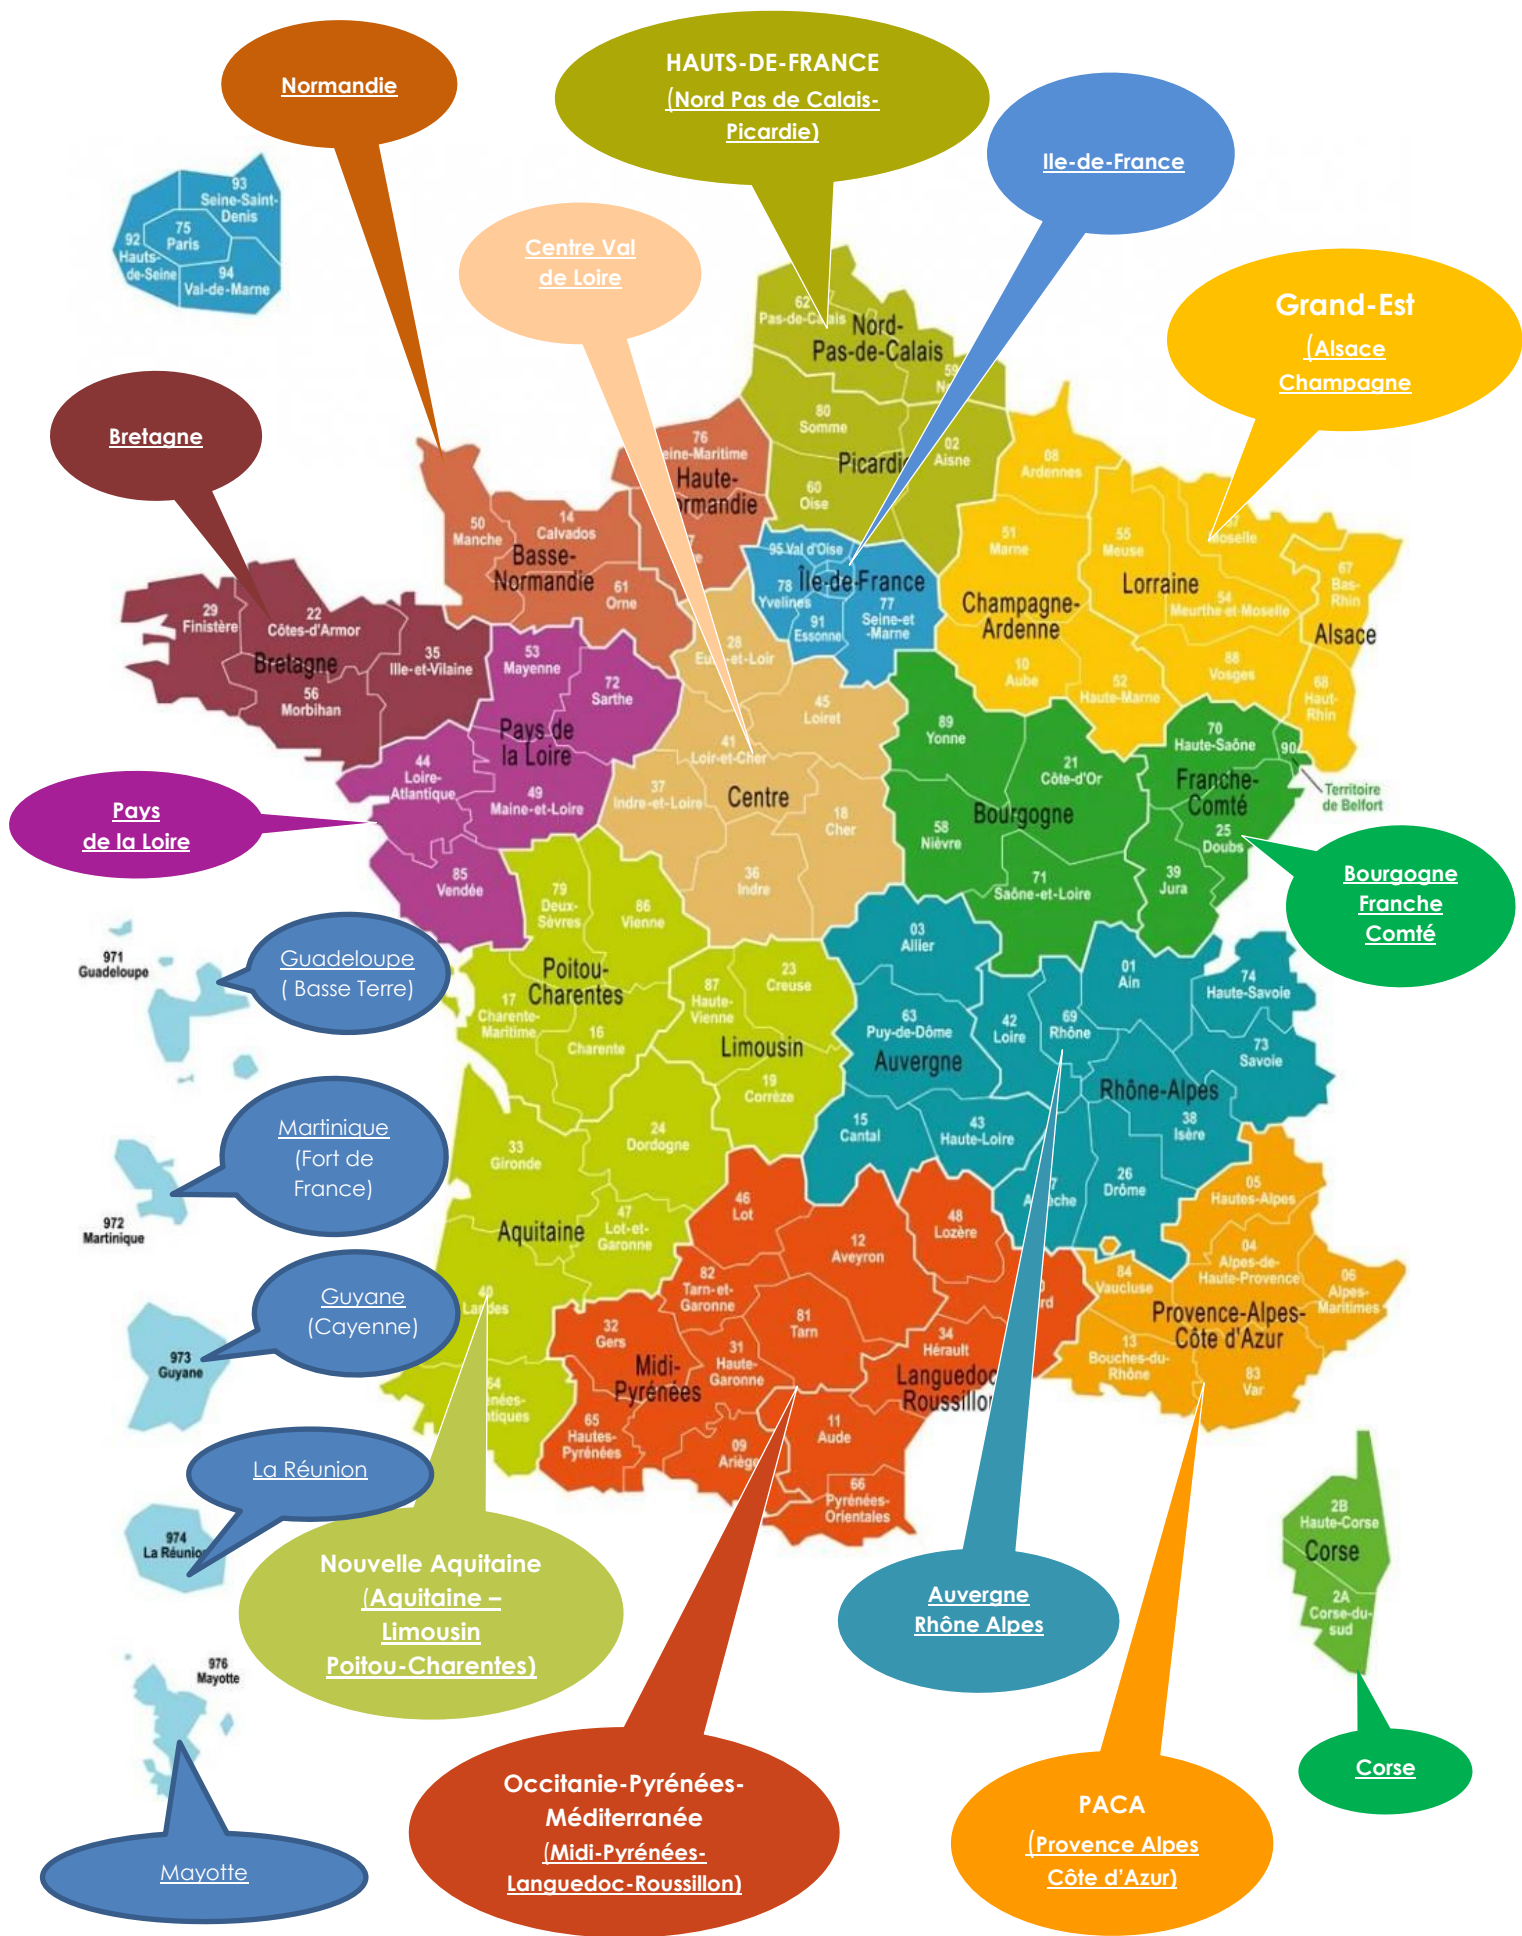 Normandie
HAUTS-DE-FRANCE
(Nord Pas de Calais-
Picardie)
Ile-de-France
Centre Val
de Loire
Grand-Est
(Alsace
Champagne
Bretagne
93
Seine-Saint-
Denis
75
Paris
92
Hauts-
de-Seine
94
Val-de-Marne
62
Pas-de-Calais
Nord-
Pas-de-Calais
59
80
Somme
02
Aisne
60
Oise
76
Haute-
08
Ardennes
51
Marne
55
Meuse
Lorraine
54
Meurthe-et-Moselle
67
Bas-
Rhin
Alsace
Champagne-
Ardenne
10
Aube
52
Haute-Marne
88
Vosges
68
Haut-
Rhin
50
Manche
14
Calvados
Basse-
Normandie
61
Orne
95 Val d'Oise
Île-de-France
78
Yvelines
91
Essonne
77
Seine-et
-Marne
29
Finistère
22
Côtes-d'Armor
Bretagne
35
Ille-et-Vilaine
56
Morbihan
53
Mayenne
72
Sarthe
Pays de
la Loire
44
Loire-
Atlantique
49
Maine-et-Loire
85
Vendée
28
Eure-et-Loir
45
Loiret
41
Loir-et-Cher
37
Indre-et-Loire
Centre
18
Cher
36
Indre
89
Yonne
21
Côte-d'Or
Bourgogne
58
Nièvre
71
Saône-et-Loire
70
Haute-Saône
90
Territoire
de Belfort
Franche-
Comté
25
Doubs
39
Jura
Pays
de la Loire
Bourgogne
Franche
Comté
971
Guadeloupe
Guadeloupe
( Basse Terre)
79
Deux-
Sèvres
86
Vienne
Poitou-
Charentes
17
Charente-
Maritime
16
Charente
87
Haute-
Vienne
23
Creuse
Limousin
19
Corrèze
03
Allier
63
Puy-de-Dôme
Auvergne
15
Cantal
43
Haute-Loire
42
Loire
69
Rhône
01
Ain
74
Haute-Savoie
73
Savoie
Rhône-Alpes
38
Isère
26
Drôme
972
Martinique
Martinique
(Fort de
France)
33
Gironde
24
Dordogne
47
Lot-et-
Garonne
Aquitaine
40
Landes
46
Lot
12
Aveyron
48
Lozère
82
Tarn-et-
Garonne
81
Tarn
32
Gers
31
Haute-
Garonne
Midi-
Pyrénées
65
Hautes-
Pyrénées
09
Ariège
34
Hérault
11
Aude
66
Pyrénées-
Orientales
05
Hautes-Alpes
04
Alpes-de-
Haute-Provence
06
Alpes-
Maritimes
84
Vaucluse
Provence-Alpes-
Côte d'Azur
13
Bouches-du-
Rhône
83
Var
973
Guyane
Guyane
(Cayenne)
974
La Réunion
La Réunion
2B
Haute-Corse
Corse
2A
Corse-du-
sud
Nouvelle Aquitaine
(Aquitaine –
Limousin
Poitou-Charentes)
Auvergne
Rhône Alpes
976
Mayotte
Mayotte
Occitanie-Pyrénées-
Méditerranée
(Midi-Pyrénées-
Languedoc-Roussillon)
PACA
(Provence Alpes
Côte d'Azur)
Corse